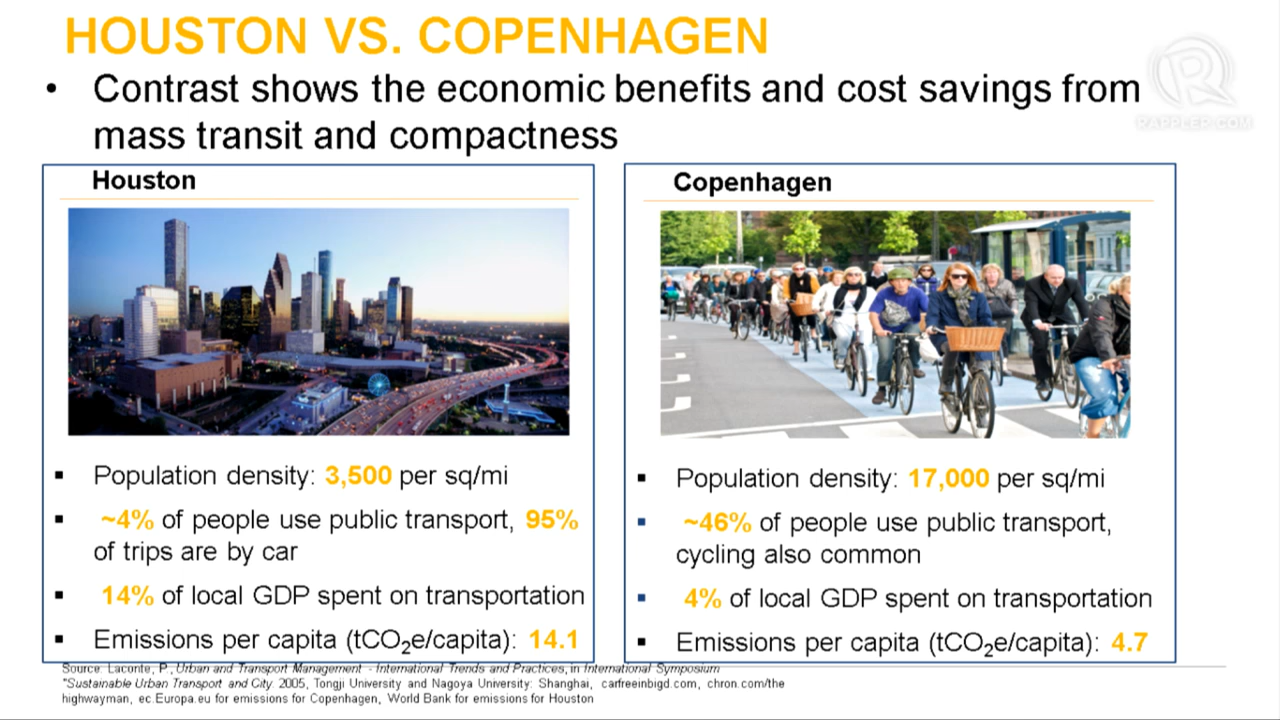 HOUSTON VS. COPENHAGEN
• Contrast shows the economic benefits and cost savings from
mass transit and compactness
RAPPLER.COM
Houston
▪ Population density: 3,500 per sq/mi
▪ ~4% of people use public transport, 95%
of trips are by car
▪ 14% of local GDP spent on transportation
▪ Emissions per capita (tCO₂e/capita): 14.1
Copenhagen
▪ Population density: 17,000 per sq/mi
▪ ~46% of people use public transport,
cycling also common
▪ 4% of local GDP spent on transportation
▪ Emissions per capita (tCO₂e/capita): 4.7
Source: Laconte, P., Urban and Transport Management - International Trends and Practices, in International Symposium
"Sustainable Urban Transport and City. 2005, Tongji University and Nagoya University: Shanghai, carfreeinbigd.com, chron.com/the
highwayman, ec.Europa.eu for emissions for Copenhagen, World Bank for emissions for Houston